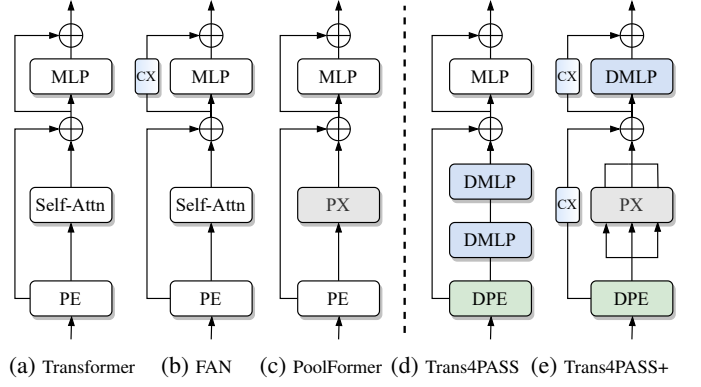 MLP
CX
MLP
MLP
MLP
CX
DMLP
DMLP
Self-Attn
Self-Attn
PX
CX
PX
DMLP
PE
PE
PE
DPE
DPE
(a) Transformer
(b) FAN
(c) PoolFormer
(d) Trans4PASS
(e) Trans4PASS+